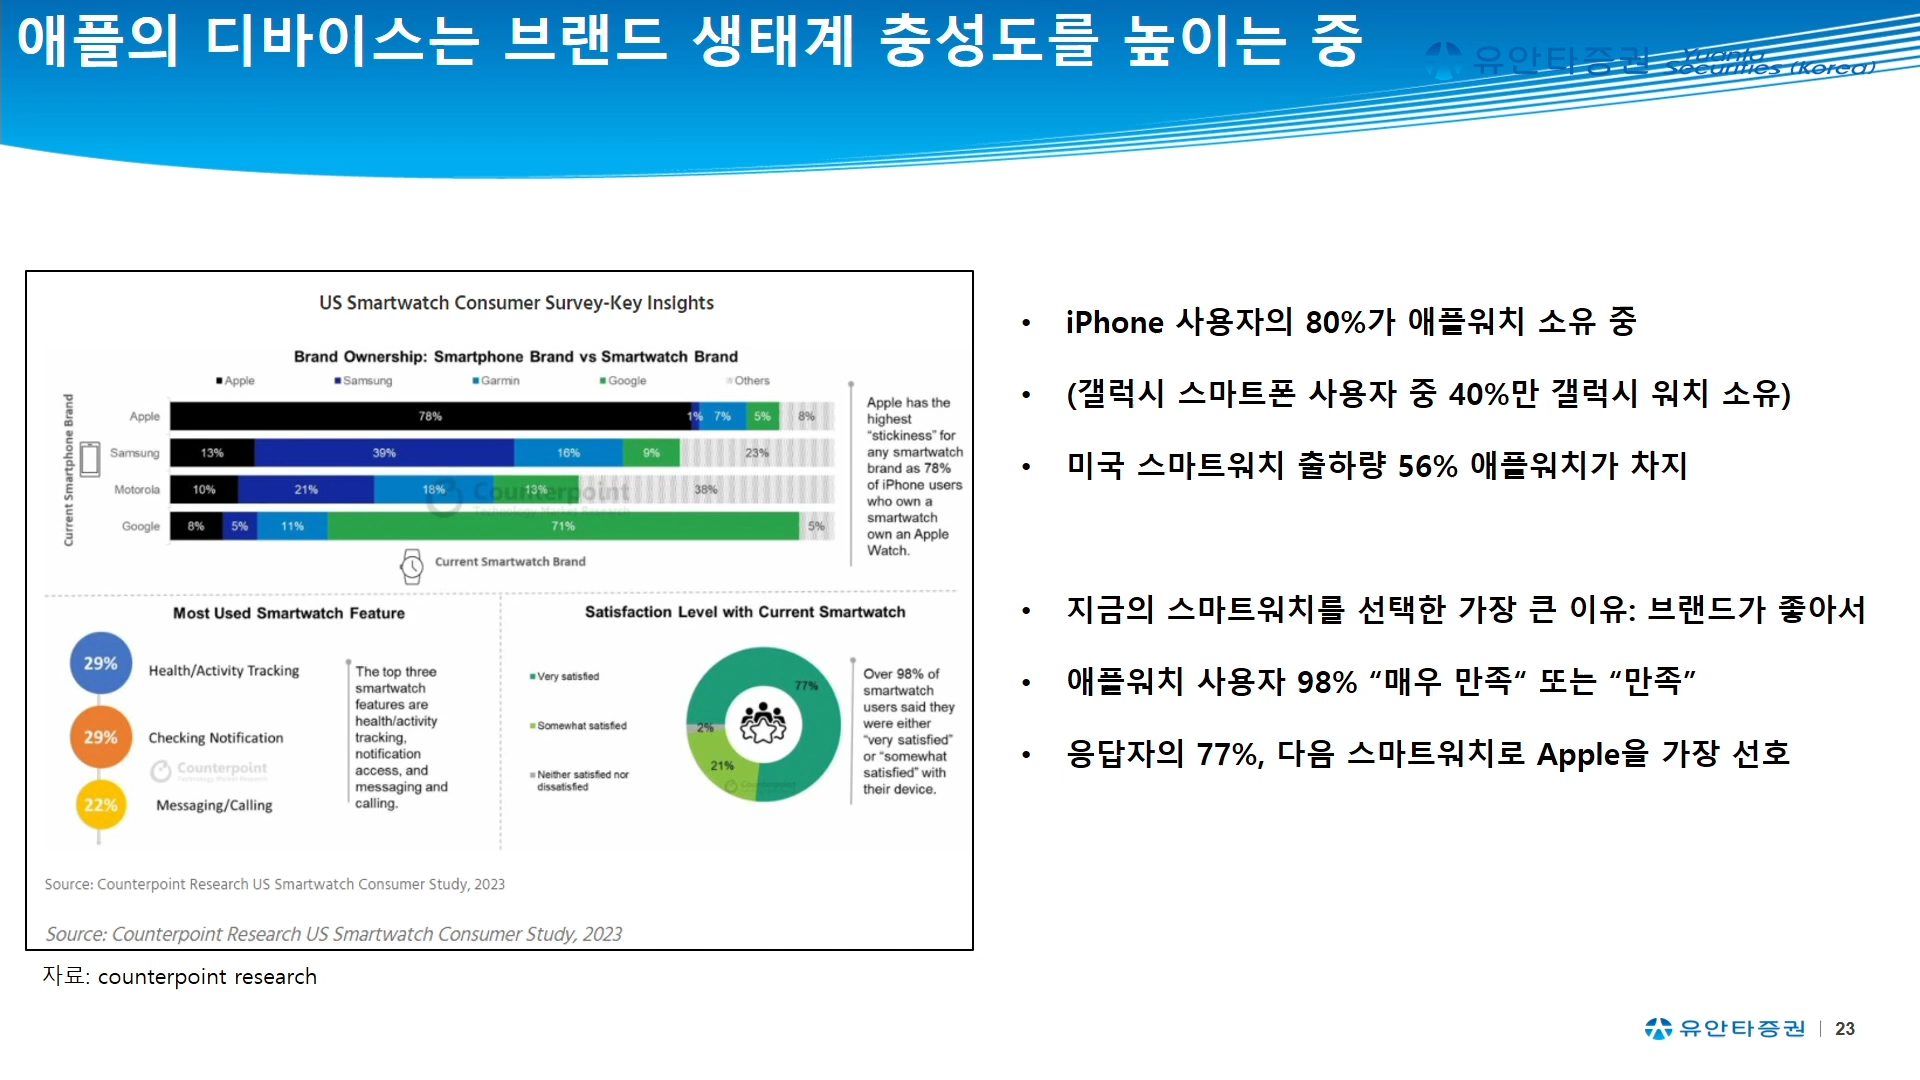 애플의 디바이스는 브랜드 생태계 충성도를 높이는 중
유안타증권 Yuanta Securities (Korea)
US Smartwatch Consumer Survey-Key Insights
Brand Ownership: Smartphone Brand vs Smartwatch Brand
Apple Samsung Garmin Google Others
Current Smartphone Brand
Apple 78% 1% 7% 5% 8%
Samsung 13% 39% 16% 9% 23%
Motorola 10% 21% 18% 13% 38%
Google 8% 5% 11% 71% 5%
Counterpoint
Technology Market Research
Current Smartwatch Brand
Apple has the
highest
“stickiness” for
any smartwatch
brand as 78%
of iPhone users
who own a
smartwatch
own an Apple
Watch.
Most Used Smartwatch Feature
29% Health/Activity Tracking
29% Checking Notification
Counterpoint
Technology Market Research
22% Messaging/Calling
The top three
smartwatch
features are
health/activity
tracking,
notification
access, and
messaging and
calling.
Satisfaction Level with Current Smartwatch
Very satisfied
Somewhat satisfied
Neither satisfied nor
dissatisfied
77%
2%
21%
Counterpoint
Over 98% of
smartwatch
users said they
were either
“very satisfied”
or “somewhat
satisfied” with
their device.
Source: Counterpoint Research US Smartwatch Consumer Study, 2023
Source: Counterpoint Research US Smartwatch Consumer Study, 2023
자료: counterpoint research
• iPhone 사용자의 80%가 애플워치 소유 중
• (갤럭시 스마트폰 사용자 중 40%만 갤럭시 워치 소유)
• 미국 스마트워치 출하량 56% 애플워치가 차지
• 지금의 스마트워치를 선택한 가장 큰 이유: 브랜드가 좋아서
• 애플워치 사용자 98% “매우 만족“ 또는 “만족”
• 응답자의 77%, 다음 스마트워치로 Apple을 가장 선호
유안타증권 | 23